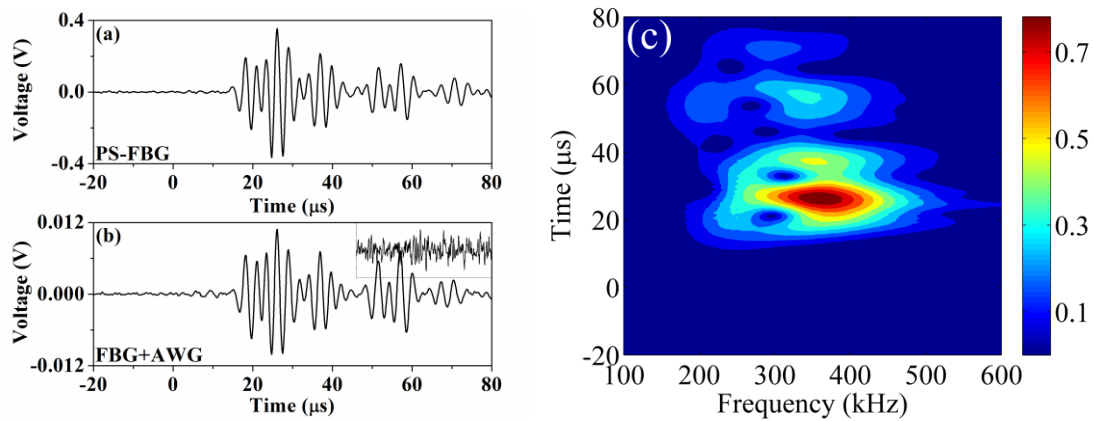 (a)
Voltage (V)
0.4
0.0
-0.4
PS-FBG
-20 0 20 40 60 80
Time (μs)
(b)
Voltage (V)
0.012
0.000
-0.012
FBG+AWG
-20 0 20 40 60 80
Time (μs)
(c)
Time (μs)
80
60
40
20
0
-20
100 200 300 400 500 600
Frequency (kHz)
0.7
0.5
0.3
0.1